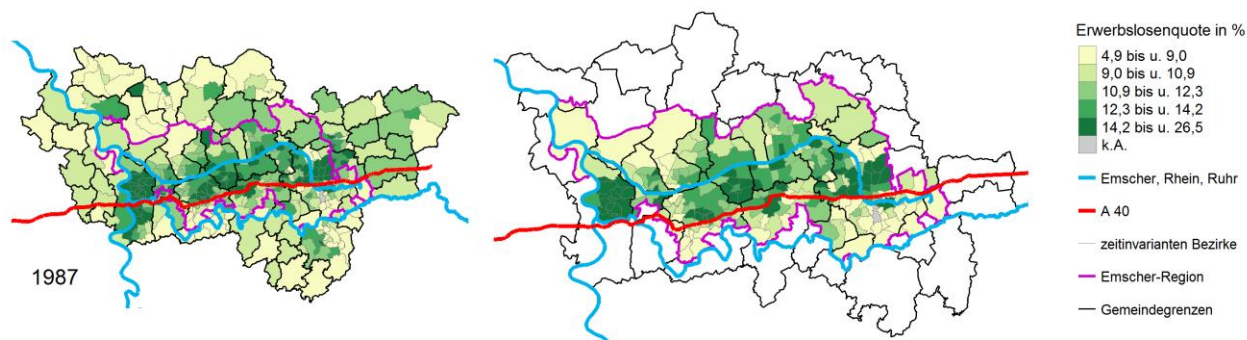 Erwerbslosenquote in %
4,9 bis u. 9,0
9,0 bis u. 10,9
10,9 bis u. 12,3
12,3 bis u. 14,2
14,2 bis u. 26,5
k.A.
Emscher, Rhein, Ruhr
A 40
zeitinvarianten Bezirke
Emscher-Region
Gemeindegrenzen
1987